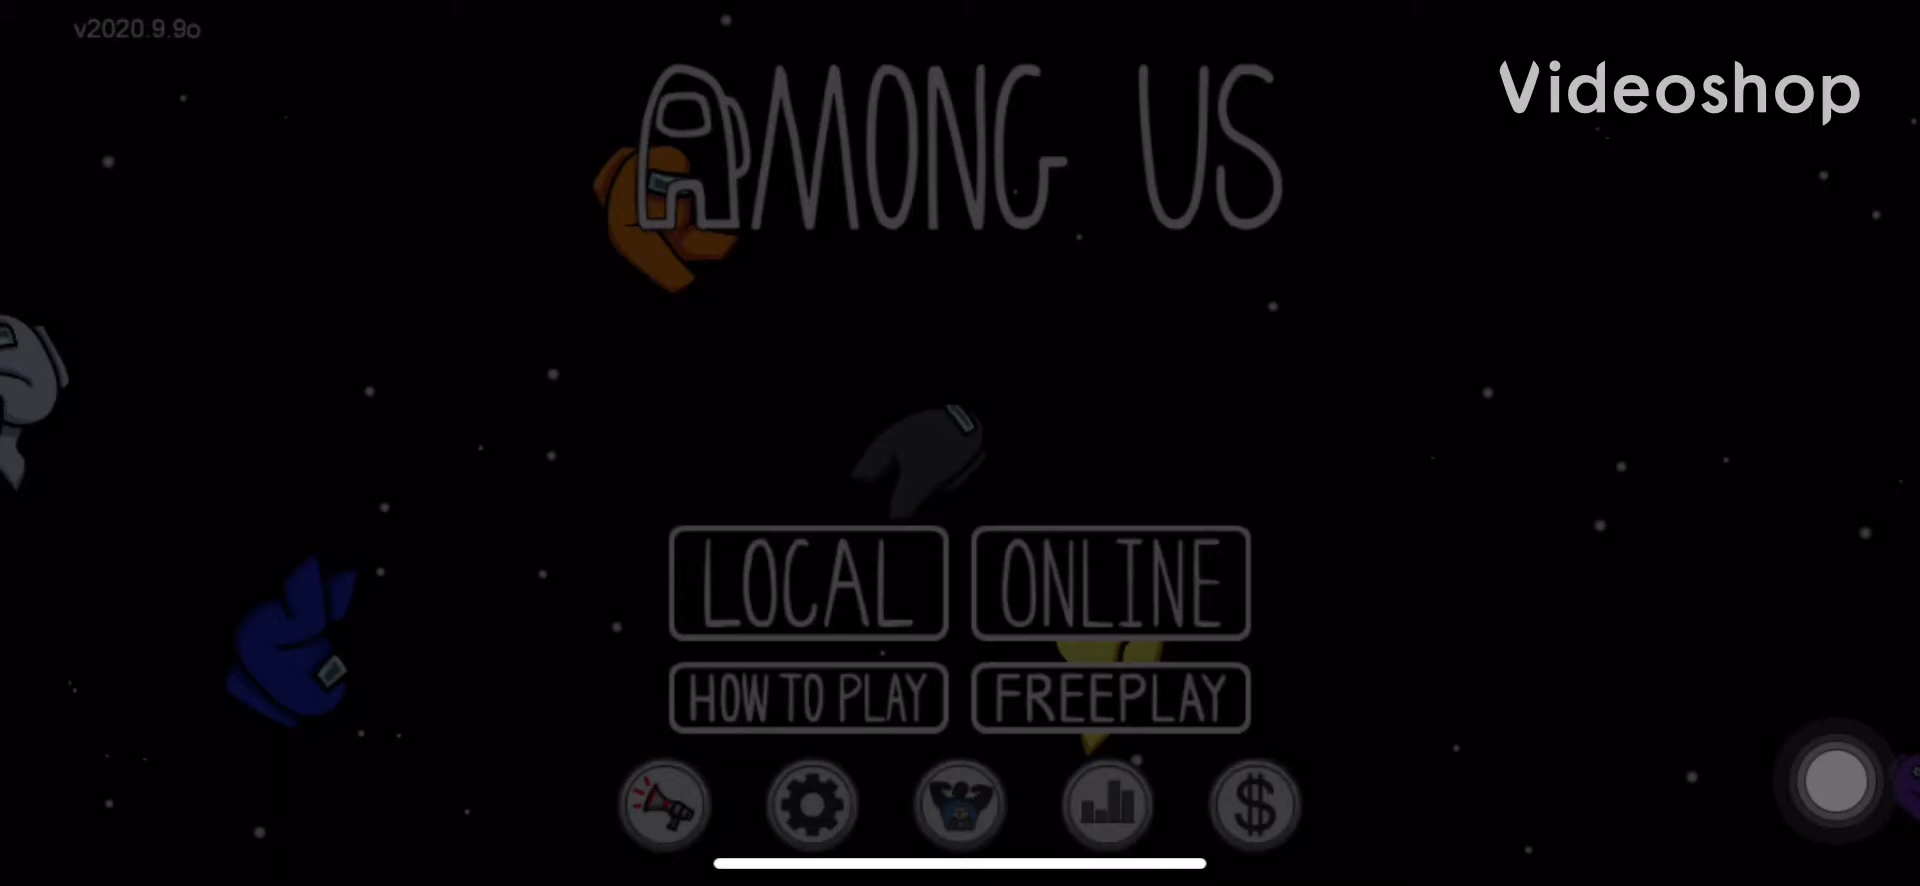 v2020.9.9o
Videoshop
AMONG US
LOCAL
ONLINE
HOW TO PLAY
FREEPLAY